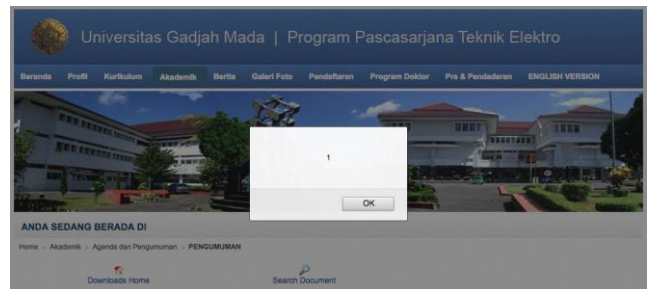 Universitas Gadjah Mada | Program Pascasarjana Teknik Elektro
Beranda Profil Kurikulum Akademik Berita Galeri Foto Pendaftaran Program Doktor Pra & Pendadaran ENGLISH VERSION
1
OK
ANDA SEDANG BERADA DI
Home › Akademik › Agenda dan Pengumuman › PENGUMUMAN
Downloads Home Search Document